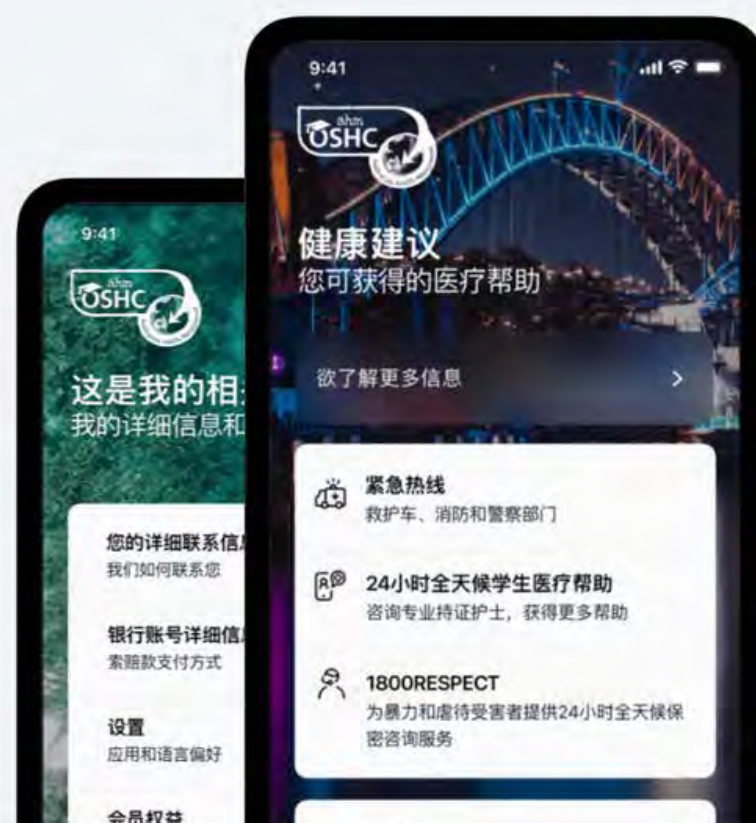 9:41
ahm
OSHC
这是我的相
我的详细信息和
您的详细联系信息
我们如何联系您
银行账号详细信息
索赔款支付方式
设置
应用和语言偏好
会员权益
9:41
ahm
OSHC
健康建议
您可获得的医疗帮助
欲了解更多信息
紧急热线
救护车、消防和警察部门
24小时全天候学生医疗帮助
咨询专业持证护士，获得更多帮助
1800RESPECT
为暴力和虐待受害者提供24小时全天候保
密咨询服务